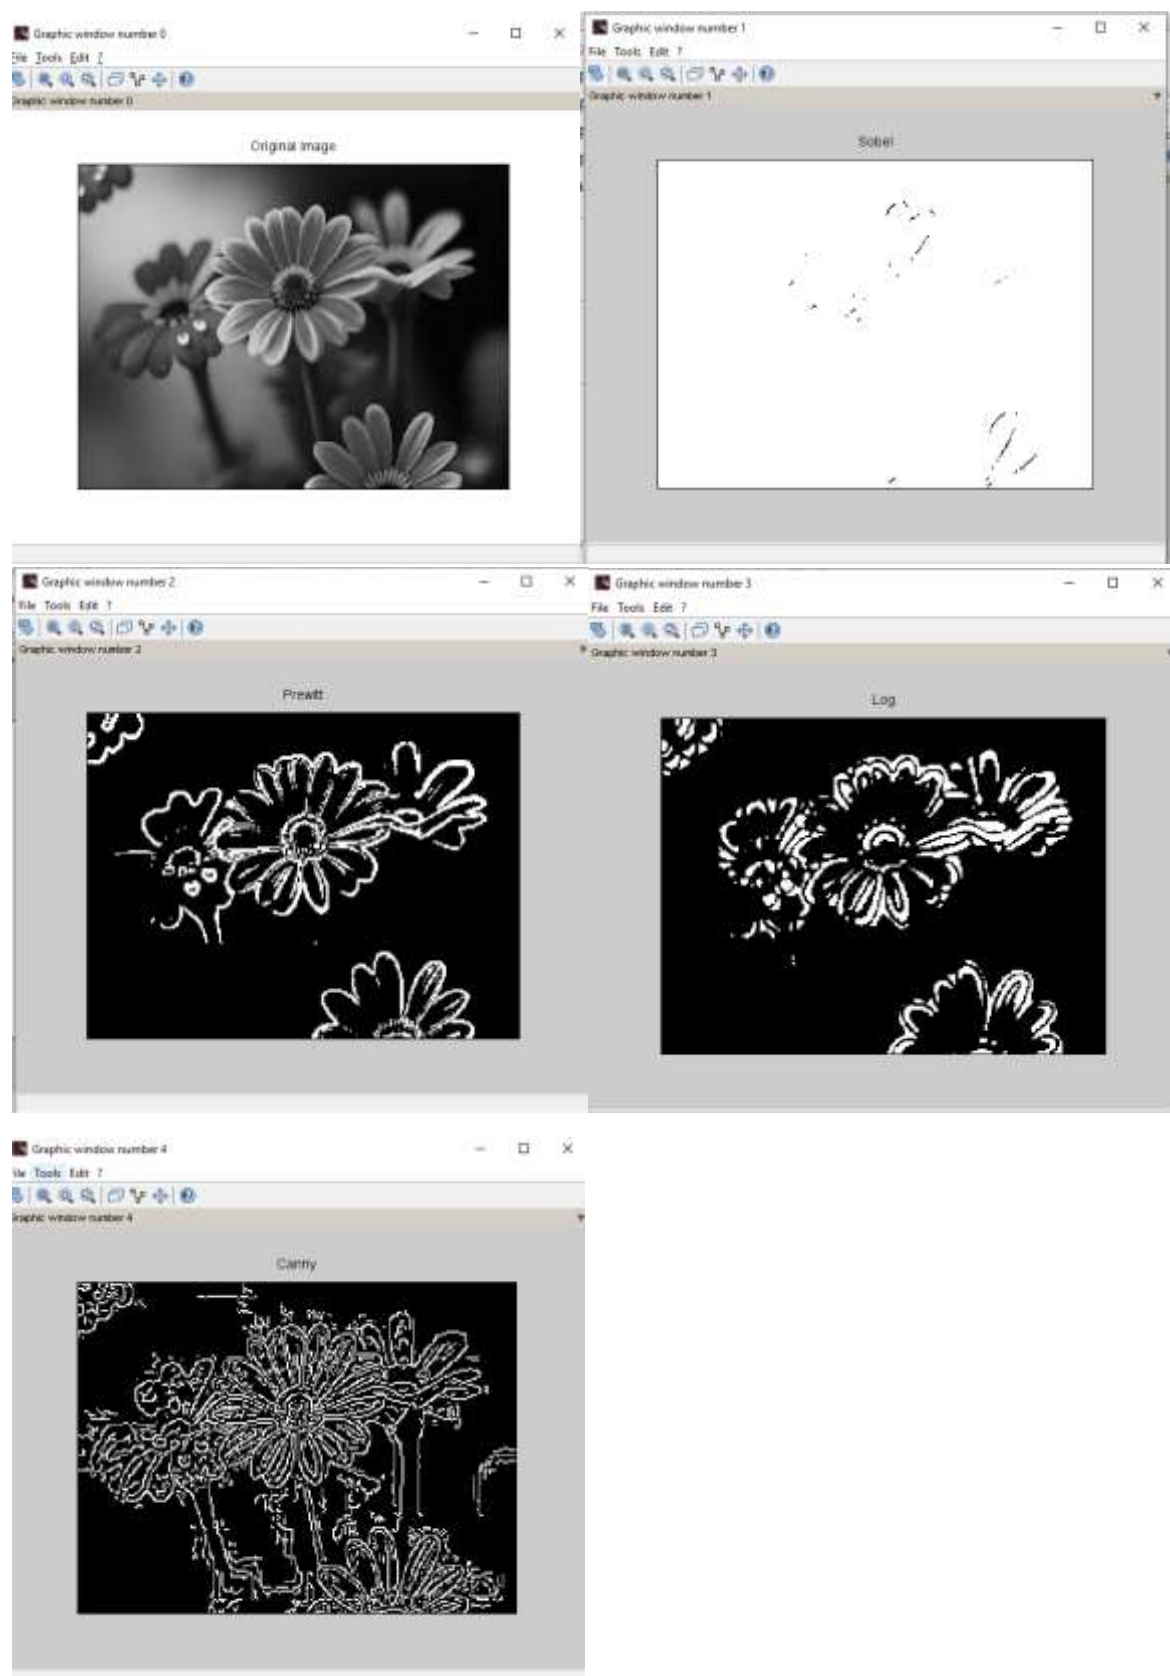 Graphic window number 0
File Tools Edit ?
Graphic window number 0
Original Image
Graphic window number 1
File Tools Edit ?
Graphic window number 1
Sobel
Graphic window number 2
File Tools Edit ?
Graphic window number 2
Prewitt
Graphic window number 3
File Tools Edit ?
Graphic window number 3
Log
Graphic window number 4
File Tools Edit ?
Graphic window number 4
Canny